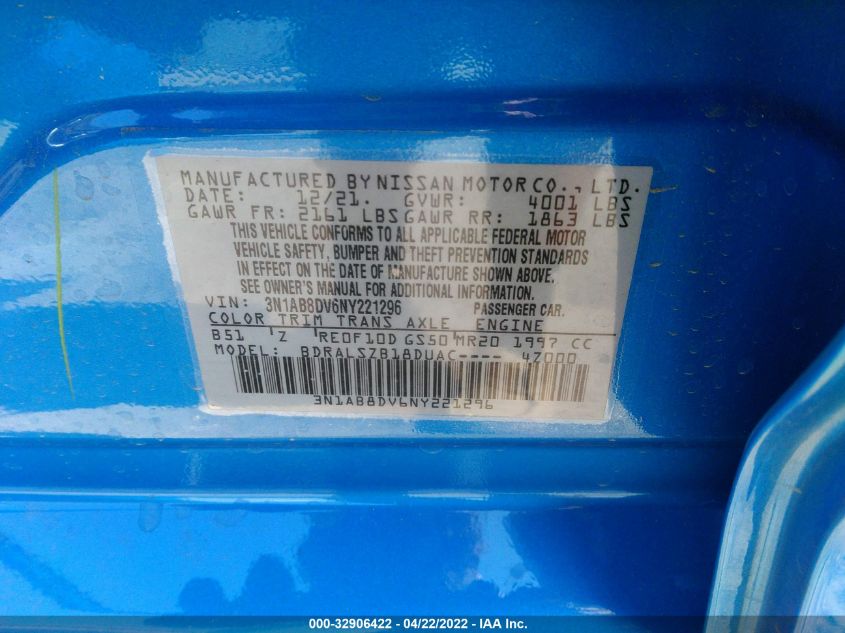 MANUFACTURED BY NISSAN MOTOR CO., LTD.
DATE: 12/21. GVWR: 4001 LBS
GAWR FR: 2161 LBS GAWR RR: 1863 LBS
THIS VEHICLE CONFORMS TO ALL APPLICABLE FEDERAL MOTOR
VEHICLE SAFETY, BUMPER AND THEFT PREVENTION STANDARDS
IN EFFECT ON THE DATE OF MANUFACTURE SHOWN ABOVE.
SEE OWNER'S MANUAL FOR ADDITIONAL INFORMATION.
VIN: 3N1AB8DV6NY221296 PASSENGER CAR.
COLOR TRIM TRANS AXLE ENGINE
B51 'Z RE0F10D GS50 MR20 1997 CC
MODEL: BDRALSZB18DUAC---- 47000
3N1AB8DV6NY221296
000-32906422 - 04/22/2022 - IAA Inc.